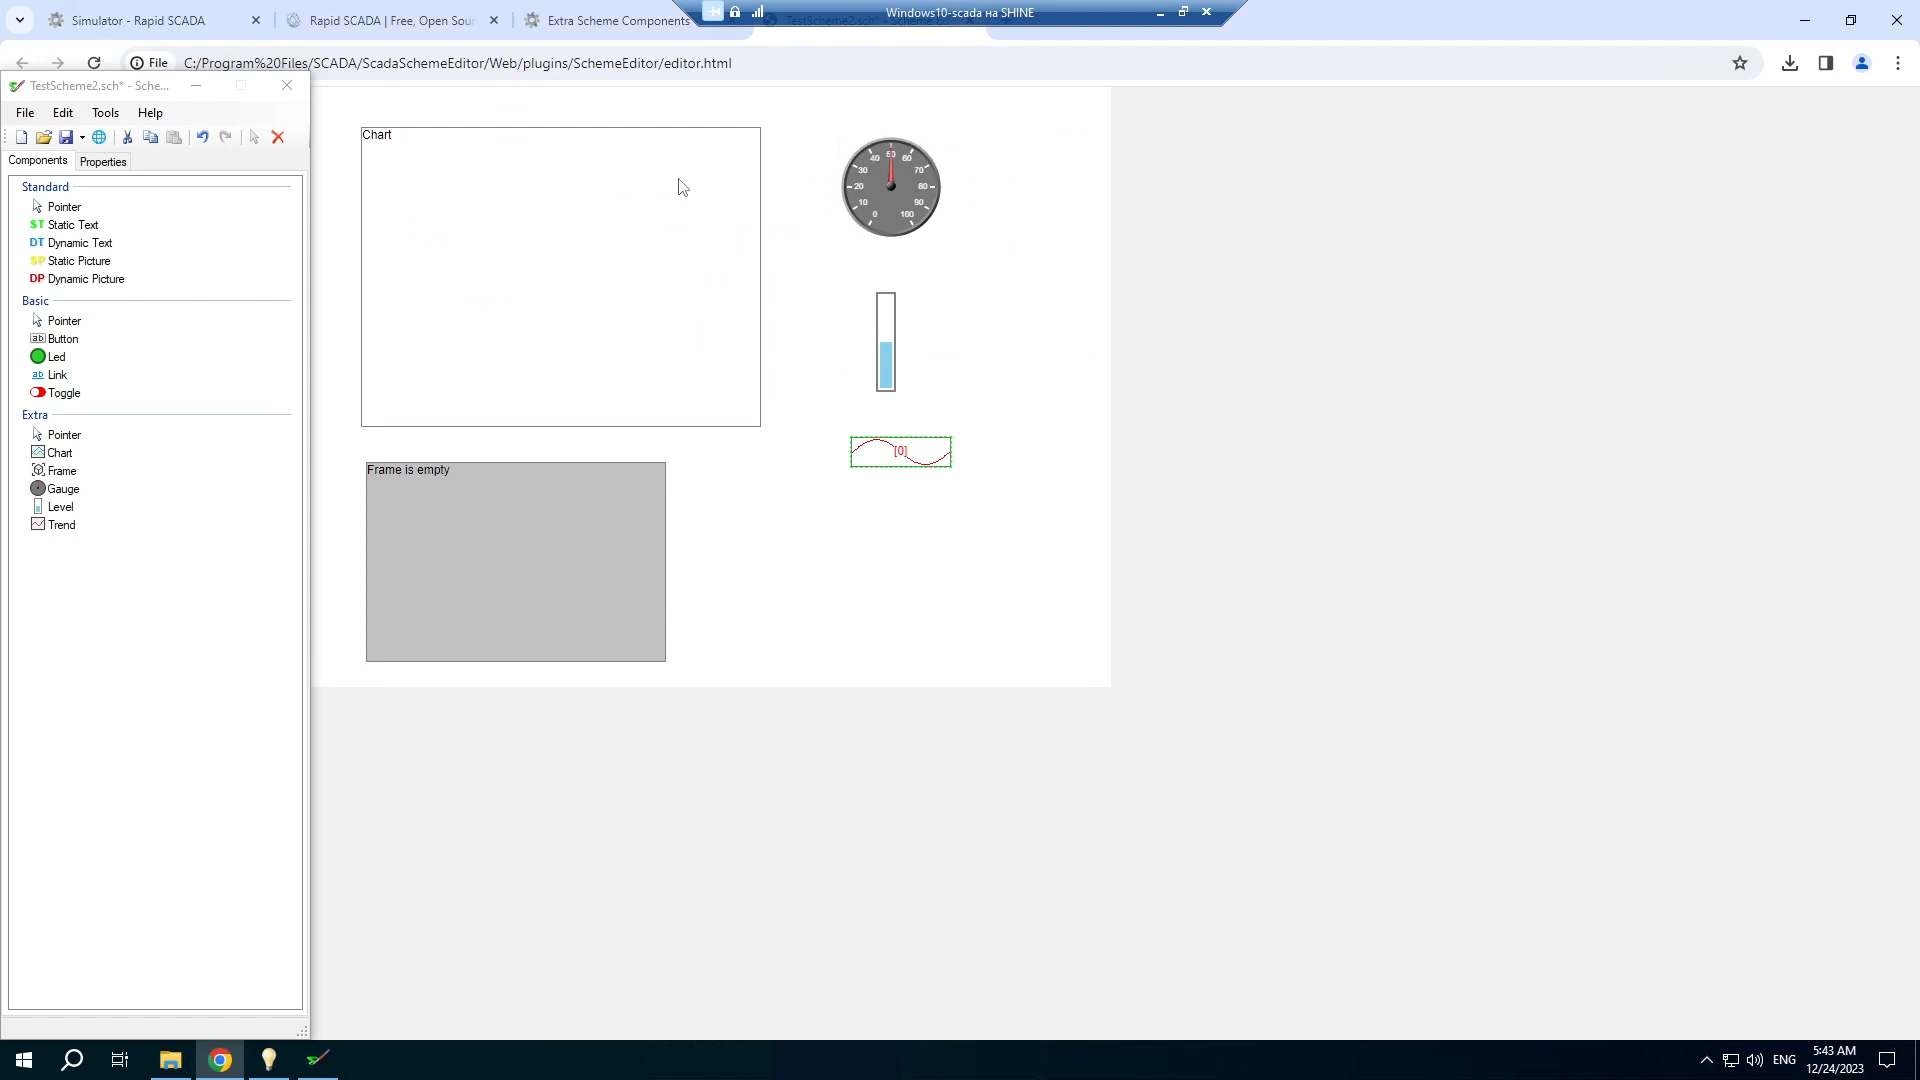 Simulator - Rapid SCADA
Rapid SCADA | Free, Open Sour
Extra Scheme Components
Windows10-scada на SHINE
File
C:/Program%20Files/SCADA/ScadaSchemeEditor/Web/plugins/SchemeEditor/editor.html
TestScheme2.sch* - Sche...
File Edit Tools Help
Components Properties
Standard
Pointer
ST Static Text
DT Dynamic Text
SP Static Picture
DP Dynamic Picture
Basic
Pointer
ab Button
Led
ab Link
Toggle
Extra
Pointer
Chart
Frame
Gauge
Level
Trend
Chart
0 10 20 30 40 50 60 70 80 90 100
[0]
Frame is empty
ENG
5:43 AM
12/24/2023